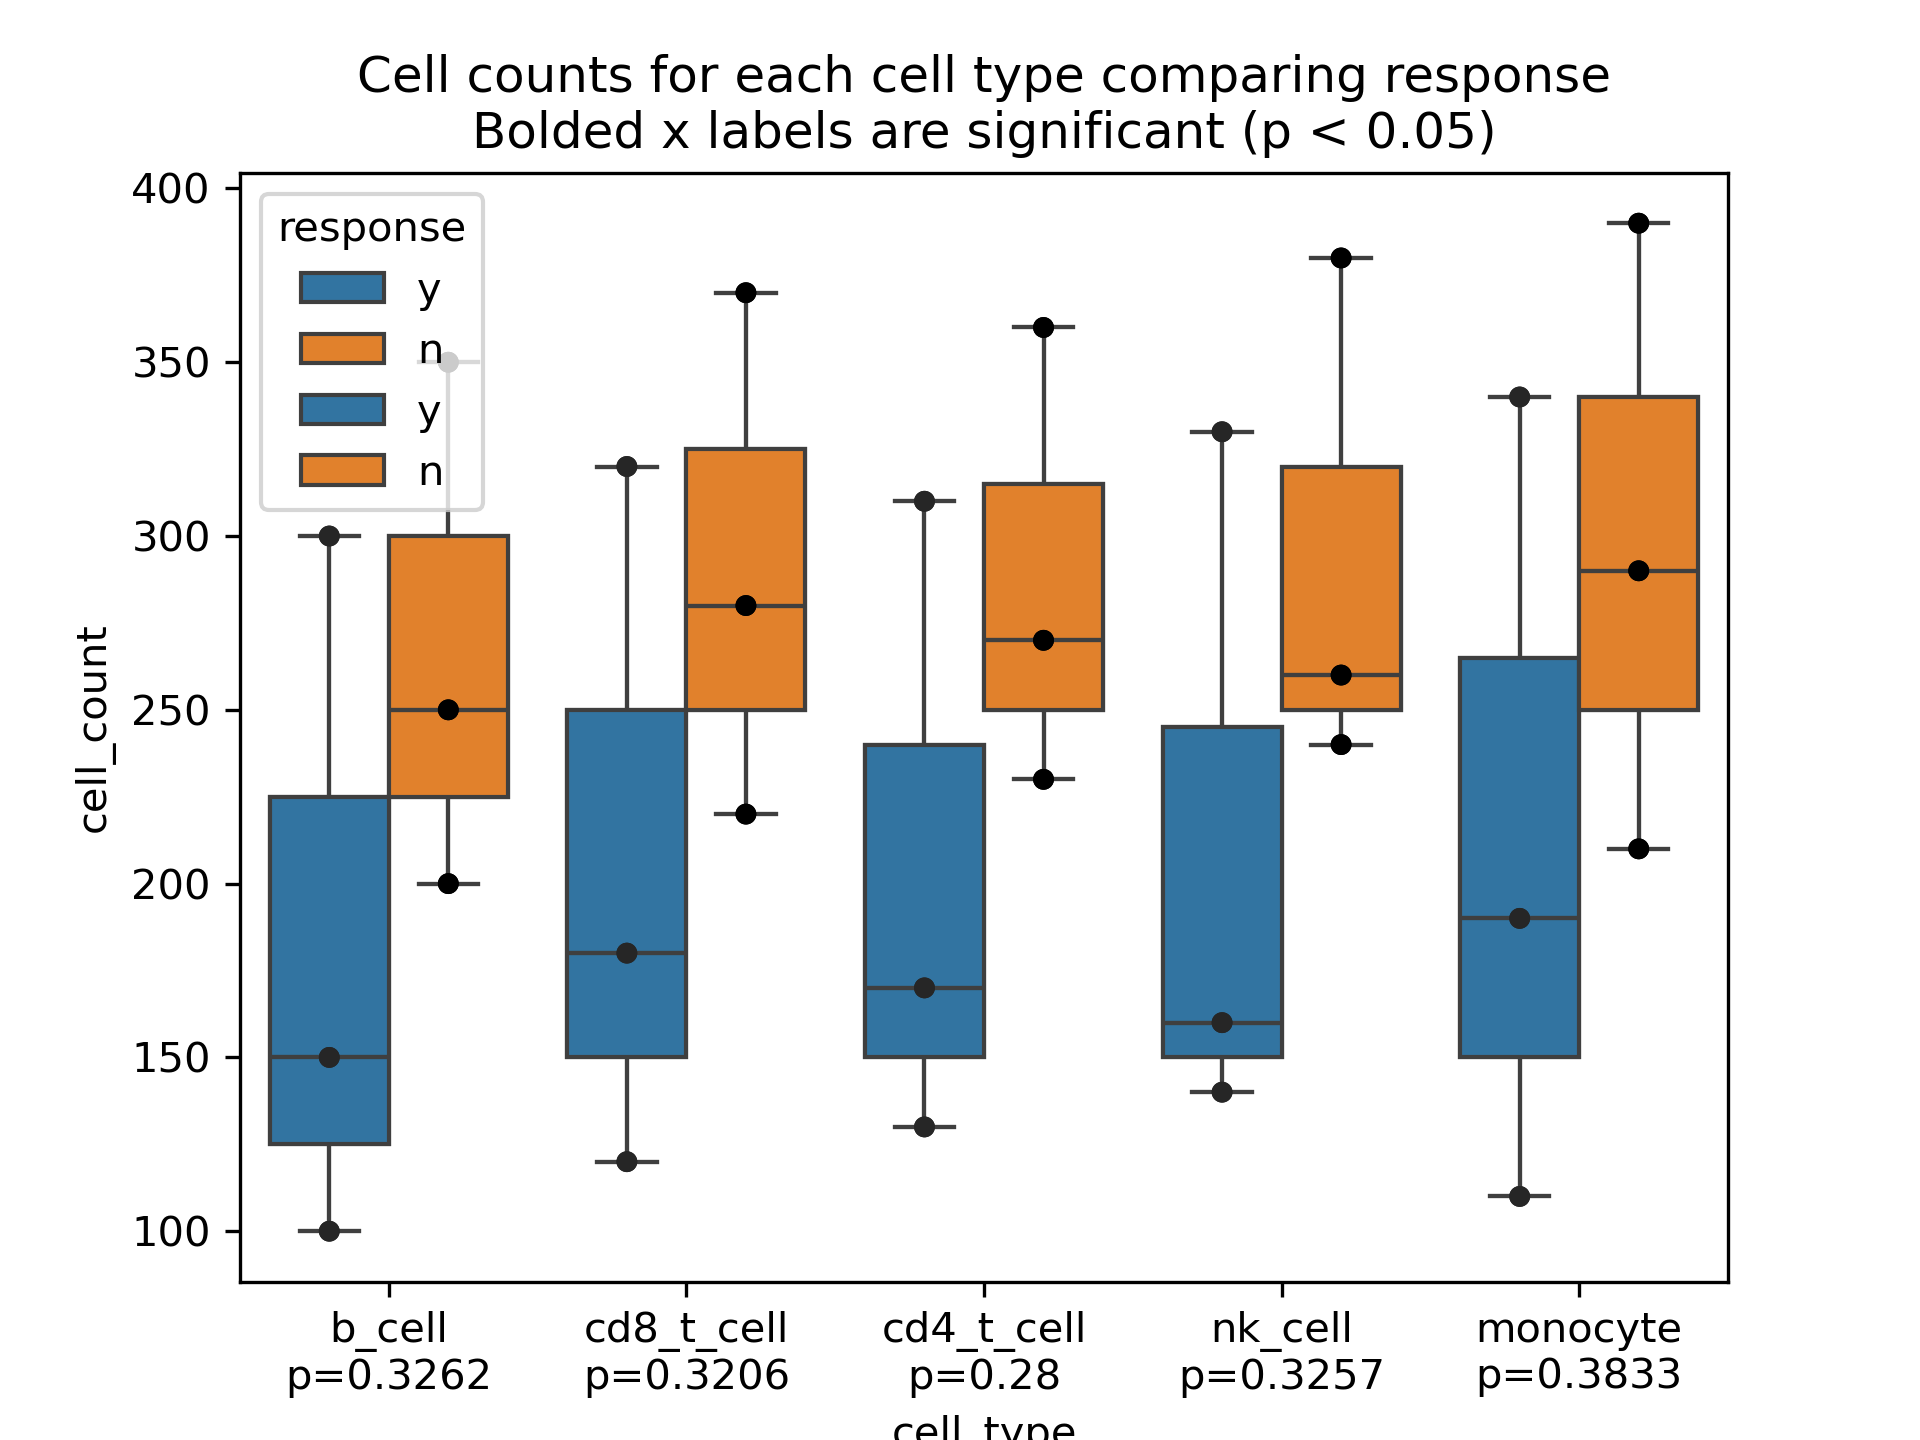 Cell counts for each cell type comparing response
Bolded x labels are significant (p < 0.05)
400
350
300
250
200
150
100
cell_count
response
y
n
y
n
b_cell
p=0.3262
cd8_t_cell
p=0.3206
cd4_t_cell
p=0.28
nk_cell
p=0.3257
monocyte
p=0.3833
cell_type